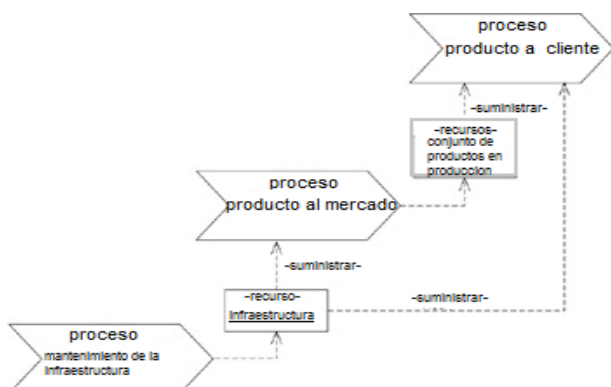 proceso
producto a cliente
-suministrar-
-recursos-
conjunto de
productos en
produccion
proceso
producto al mercado
-suministrar-
-recurso-
infraestructura
-suministrar-
proceso
mantenimiento de la
infraestructura